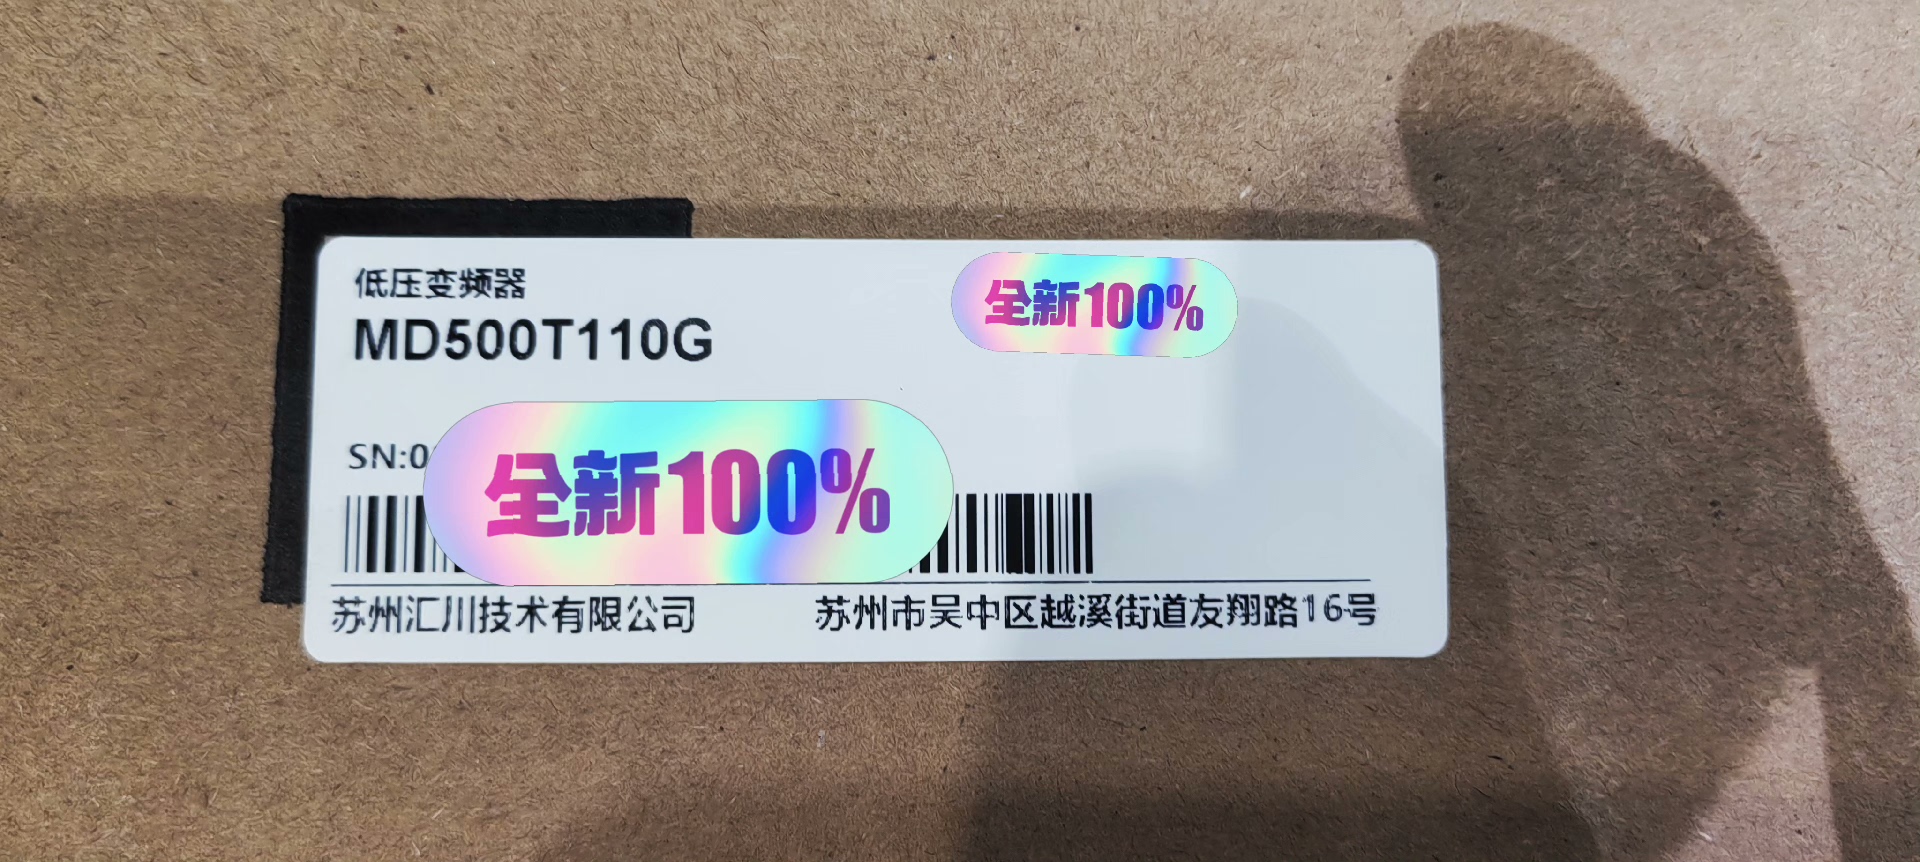 低压变频器
全新100%
MD500T110G
SN:0
全新100%
苏州汇川技术有限公司
苏州市吴中区越溪街道友翔路16号